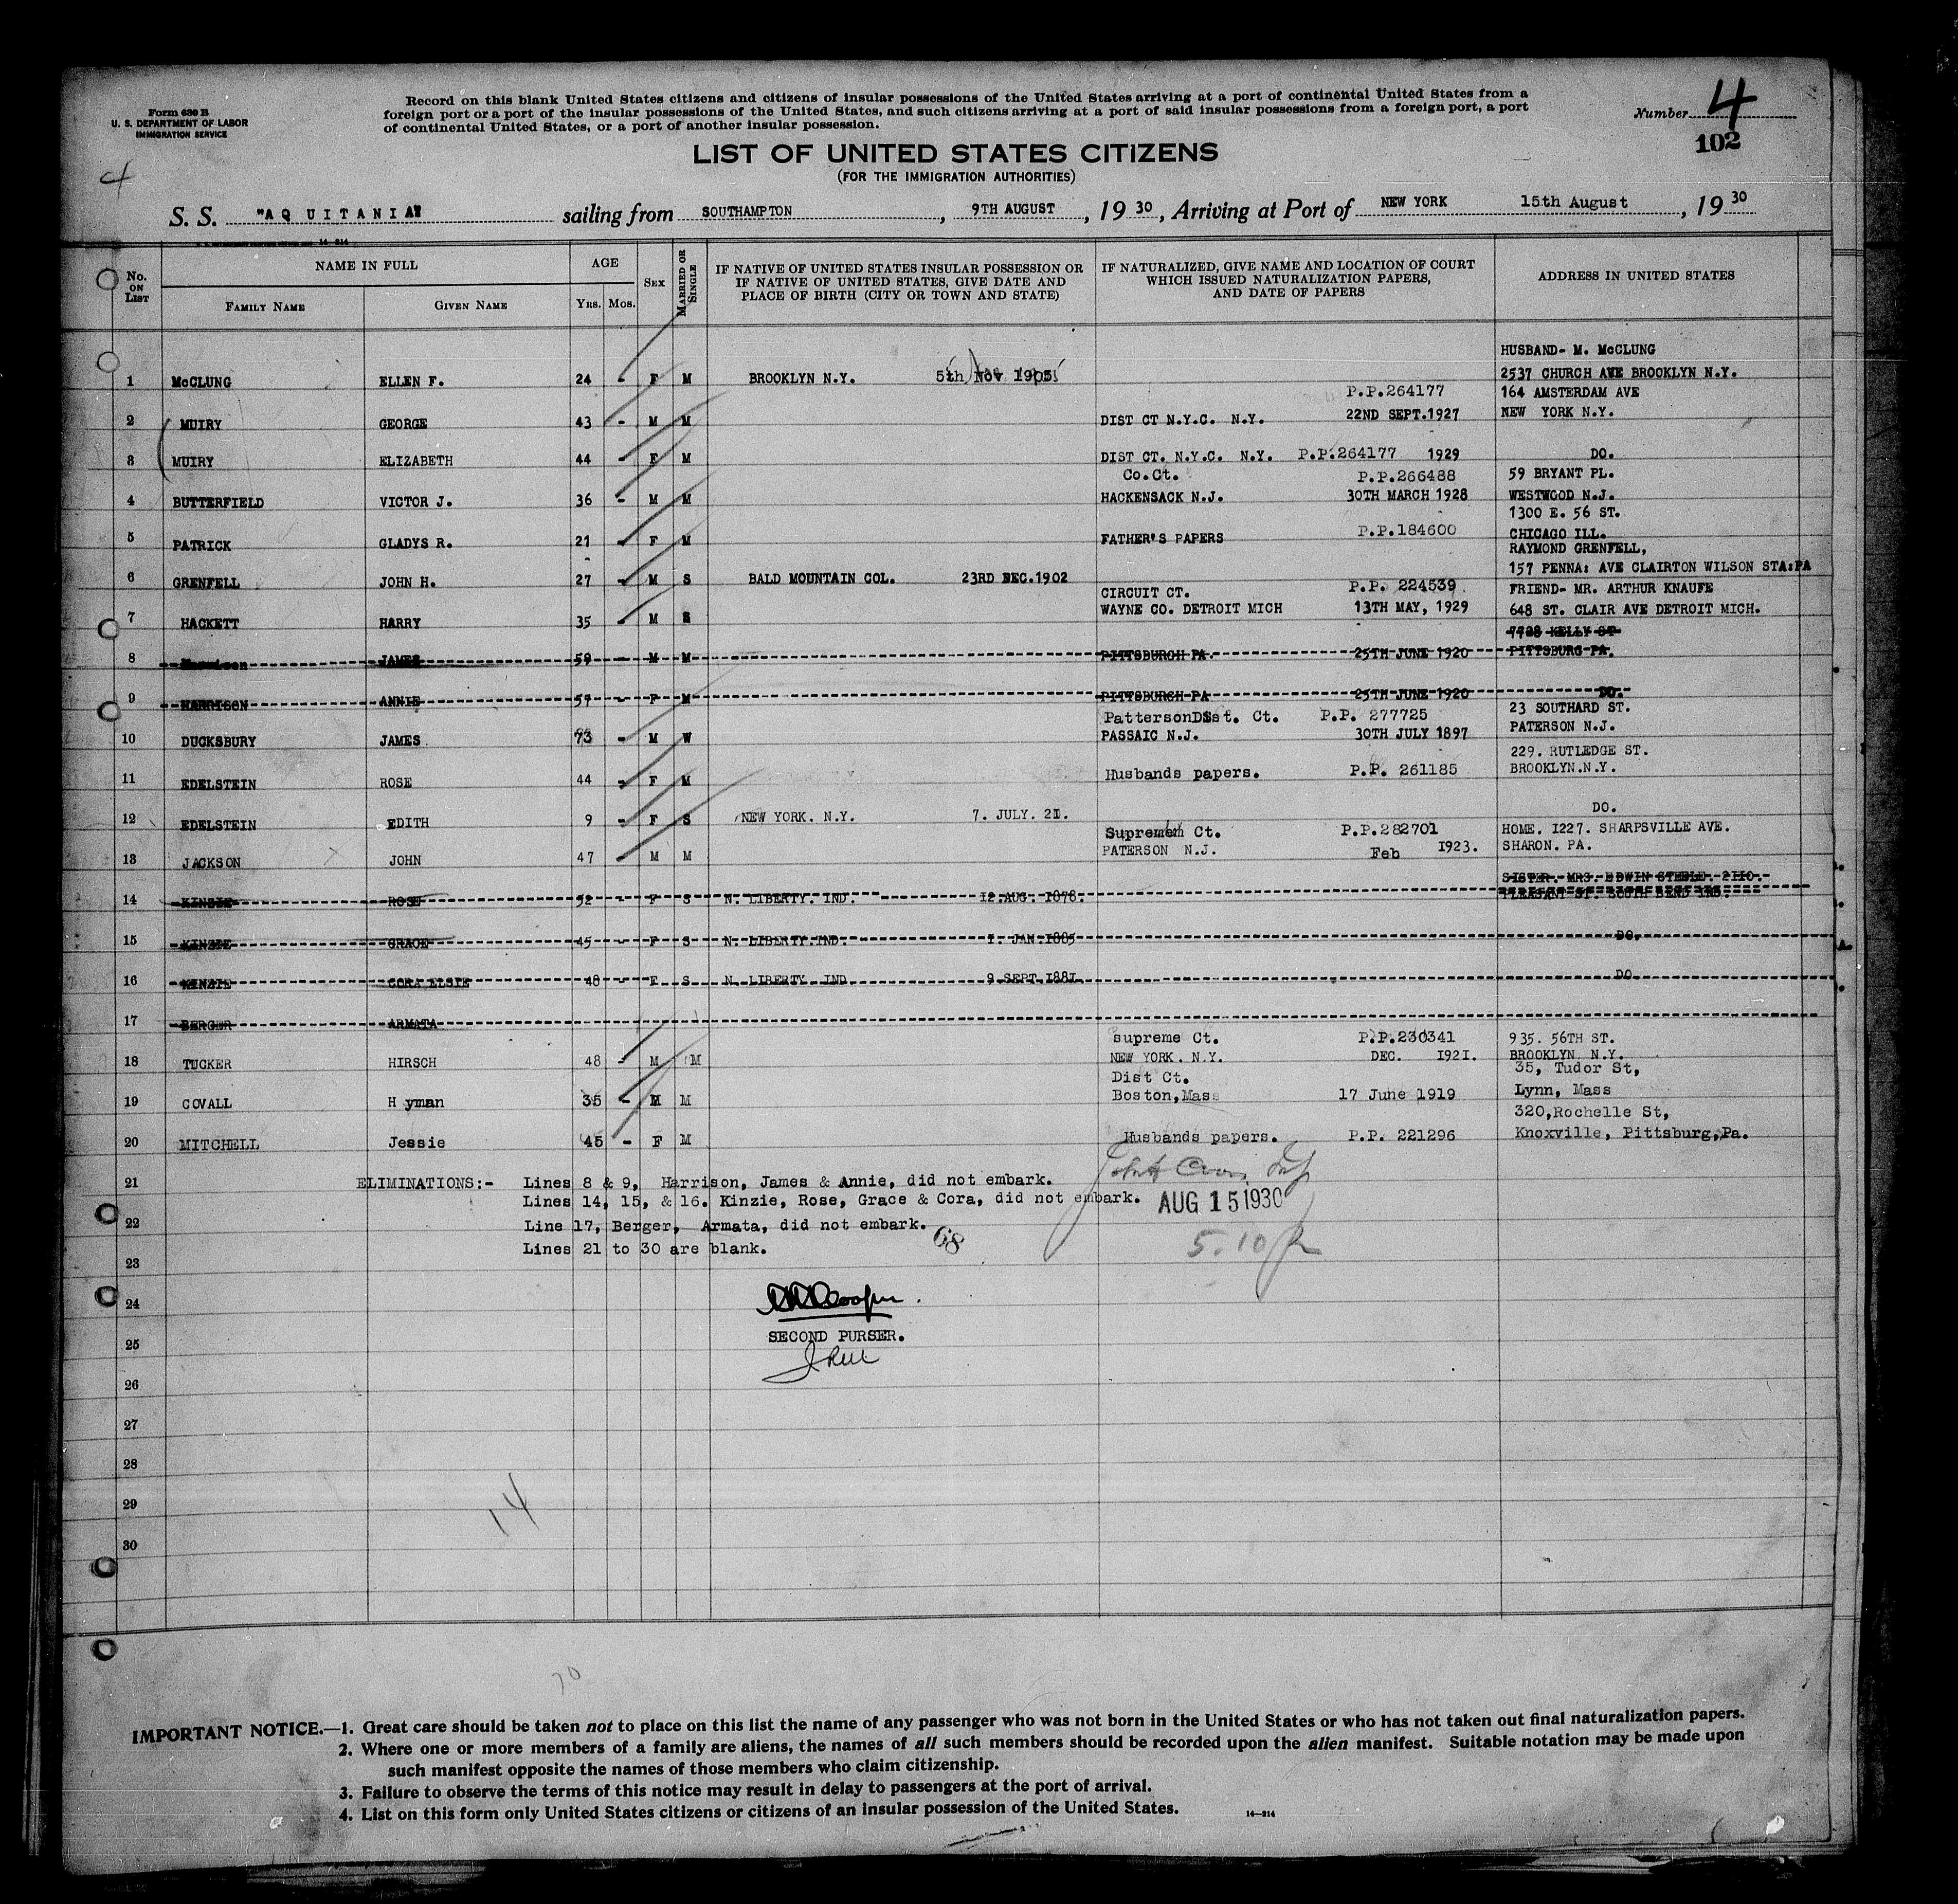 Form 630 B
U. S. DEPARTMENT OF LABOR
IMMIGRATION SERVICE
Record on this blank United States citizens and citizens of insular possessions of the United States arriving at a port of continental United States from a
foreign port or a port of the insular possessions of the United States, and such citizens arriving at a port of said insular possessions from a foreign port, a port
of continental United States, or a port of another insular possession.
Number 4
102
4
LIST OF UNITED STATES CITIZENS
(FOR THE IMMIGRATION AUTHORITIES)
S. S. "AQUITANIA" sailing from SOUTHAMPTON, 9TH AUGUST, 1930, Arriving at Port of NEW YORK 15th August, 1930
14-214
No. ON LIST
NAME IN FULL
FAMILY NAME GIVEN NAME
AGE
YRS. MOS.
SEX
MARRIED OR SINGLE
IF NATIVE OF UNITED STATES INSULAR POSSESSION OR
IF NATIVE OF UNITED STATES, GIVE DATE AND
PLACE OF BIRTH (CITY OR TOWN AND STATE)
IF NATURALIZED, GIVE NAME AND LOCATION OF COURT
WHICH ISSUED NATURALIZATION PAPERS,
AND DATE OF PAPERS
ADDRESS IN UNITED STATES
HUSBAND- M. McCLUNG
1 McCLUNG ELLEN F. 24 - F M BROOKLYN N.Y. 5th Nov 1905 2537 CHURCH AVE BROOKLYN N.Y.
P.P.264177 164 AMSTERDAM AVE
2 MUIRY GEORGE 43 - M M DIST CT N.Y.C. N.Y. 22ND SEPT.1927 NEW YORK N.Y.
3 MUIRY ELIZABETH 44 - F M DIST CT. N.Y.C. N.Y. P.P.264177 1929 DO.
Co.Ct. P.P.266488 59 BRYANT PL.
4 BUTTERFIELD VICTOR J. 36 - M M HACKENSACK N.J. 30TH MARCH 1928 WESTWOOD N.J.
1300 E. 56 ST.
5 PATRICK GLADYS R. 21 - F M FATHER'S PAPERS P.P.184600 CHICAGO ILL.
RAYMOND GRENFELL,
6 GRENFELL JOHN H. 27 - M S BALD MOUNTAIN COL. 23RD DEC.1902 157 PENNA: AVE CLAIRTON WILSON STA:PA
CIRCUIT CT. P.P. 224539 FRIEND- MR. ARTHUR KNAUFE
7 HACKETT HARRY 35 - M S WAYNE CO. DETROIT MICH 13TH MAY, 1929 648 ST. CLAIR AVE DETROIT MICH.
KELLY ST
8 Harrison JAMES 59 - M M PITTSBURGH PA. 25TH JUNE 1920 PITTSBURG PA.
9 HARRISON ANNIE 57 - F M PITTSBURGH PA 25TH JUNE 1920 DO.
Patterson Dist. Ct. P.P. 277725 23 SOUTHARD ST.
10 DUCKSBURY JAMES 73 - M W PASSAIC N.J. 30TH JULY 1897 PATERSON N.J.
229. RUTLEDGE ST.
11 EDELSTEIN ROSE 44 - F M Husbands papers. P.P. 261185 BROOKLYN.N.Y.
12 EDELSTEIN EDITH 9 - F S NEW YORK. N.Y. 7. JULY. 21. DO.
Supreme Ct. P.P.282701 HOME. 1227. SHARPSVILLE AVE.
13 JACKSON JOHN 47 - M M PATERSON N.J. Feb 1923. SHARON. PA.
SISTER. MRS. EDWIN STEELE. 2110.
14 KINZIE ROSE 52 - F S N. LIBERTY. IND. 12.AUG. 1878. PLEASANT ST. SOUTH BEND IND.
15 KINZIE GRACE 45 - F S N. LIBERTY.IND. 1. JAN.1885 DO.
16 KINZIE CORA ELSIE 48 - F S N. LIBERTY. IND 9 SEPT.1881. DO.
17 BERGER ARMATA
supreme Ct. P.P.230341 935. 56TH ST.
18 TUCKER HIRSCH 48 - M M NEW YORK. N.Y. DEC. 1921. BROOKLYN. N.Y.
Dist Ct. 35, Tudor St,
19 COVALL Hyman 35 - M M Boston,Mass 17 June 1919 Lynn, Mass
320,Rochelle St,
20 MITCHELL Jessie 45 - F M Husbands papers. P.P. 221296 Knoxville, Pittsburg,Pa.
21 ELIMINATIONS:- Lines 8 & 9, Harrison, James & Annie, did not embark.
Lines 14, 15, & 16. Kinzie, Rose, Grace & Cora, did not embark. AUG 15 1930
22 Line 17, Berger, Armata, did not embark.
68
Lines 21 to 30 are blank.
5.10 p
23
24
SECOND PURSER.
25
26
27
28
29
14
30
70
IMPORTANT NOTICE.—1. Great care should be taken not to place on this list the name of any passenger who was not born in the United States or who has not taken out final naturalization papers.
2. Where one or more members of a family are aliens, the names of all such members should be recorded upon the alien manifest. Suitable notation may be made upon
such manifest opposite the names of those members who claim citizenship.
3. Failure to observe the terms of this notice may result in delay to passengers at the port of arrival.
4. List on this form only United States citizens or citizens of an insular possession of the United States.
14—214